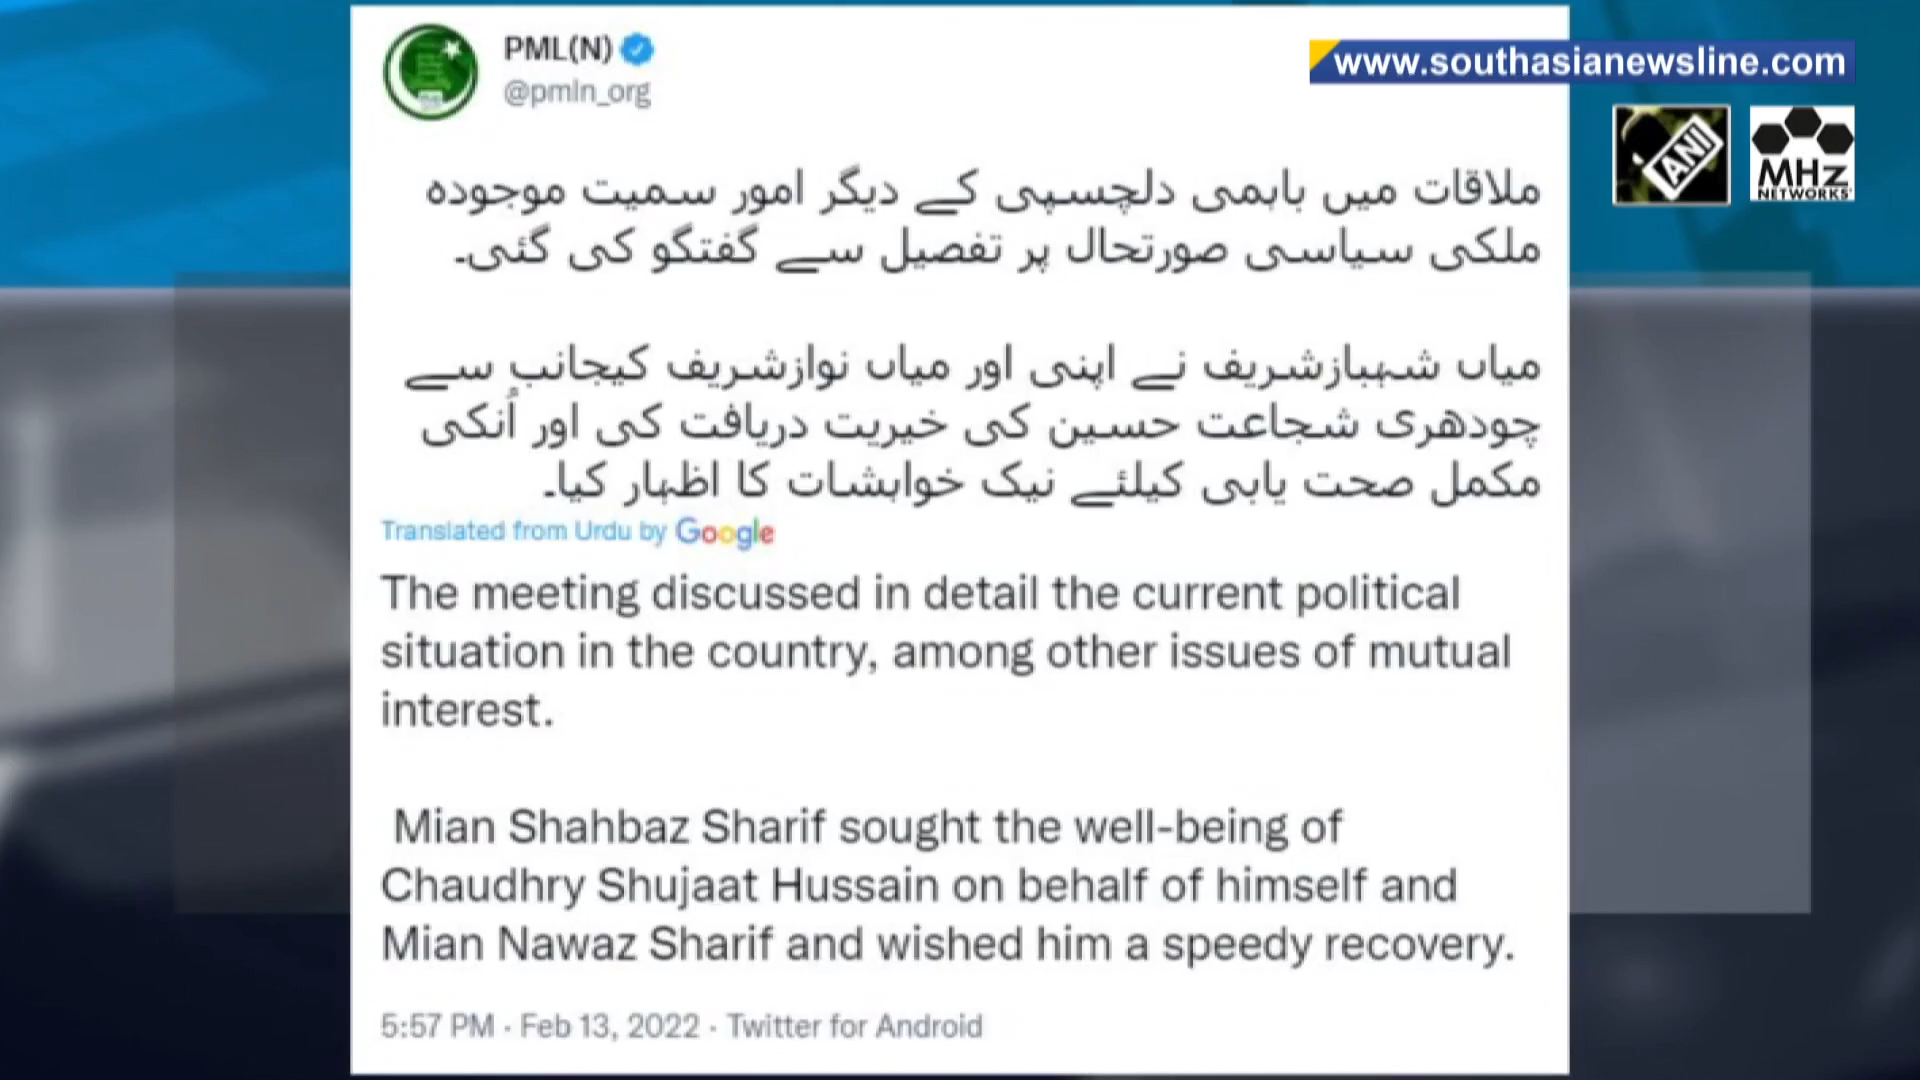 PML(N)
@pmln_org
www.southasianewsline.com
ANI
MHz
NETWORKS
ملاقات میں باہمی دلچسپی کے دیگر امور سمیت موجودہ
ملکی سیاسی صورتحال پر تفصیل سے گفتگو کی گئی۔
میاں شہبازشریف نے اپنی اور میاں نوازشریف کیجانب سے
چودھری شجاعت حسین کی خیریت دریافت کی اور اُنکی
مکمل صحت یابی کیلئے نیک خواہشات کا اظہار کیا۔
Translated from Urdu by Google
The meeting discussed in detail the current political
situation in the country, among other issues of mutual
interest.
Mian Shahbaz Sharif sought the well-being of
Chaudhry Shujaat Hussain on behalf of himself and
Mian Nawaz Sharif and wished him a speedy recovery.
5:57 PM · Feb 13, 2022 · Twitter for Android